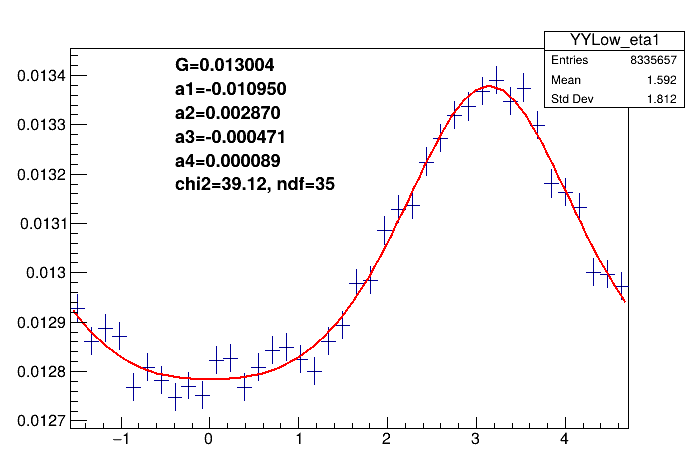 YYLow_eta1
Entries 8335657
Mean 1.592
Std Dev 1.812
G=0.013004
a1=-0.010950
a2=0.002870
a3=-0.000471
a4=0.000089
chi2=39.12, ndf=35
0.0134
0.0133
0.0132
0.0131
0.013
0.0129
0.0128
0.0127
−1 0 1 2 3 4